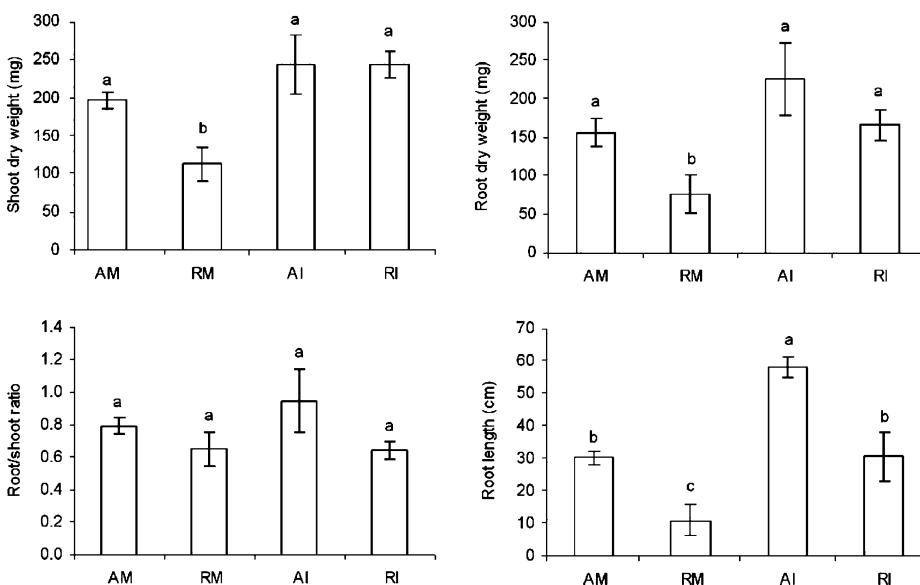 Shoot dry weight (mg)
300
250
200
150
100
50
0
a
b
a
a
AM RM AI RI
Root dry weight (mg)
300
250
200
150
100
50
0
a
b
a
a
AM RM AI RI
Root/shoot ratio
1.4
1.2
1.0
0.8
0.6
0.4
0.2
0.0
a
a
a
a
AM RM AI RI
Root length (cm)
70
60
50
40
30
20
10
0
b
c
a
b
AM RM AI RI